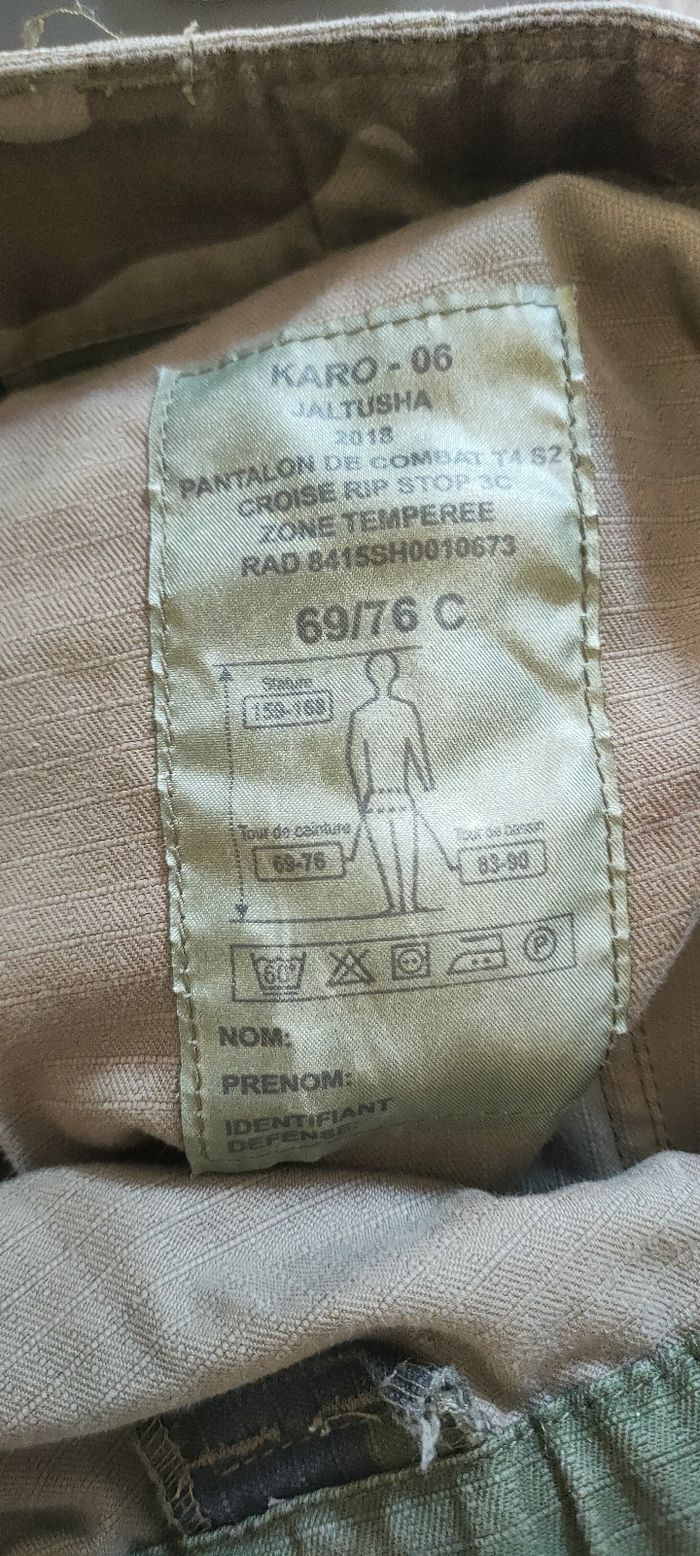 KARO - 06
JALTUSHA
2018
PANTALON DE COMBAT T4 S2
CROISE RIP STOP 3C
ZONE TEMPEREE
RAD 8415SH0010673
69/76 C
Stature
159-168
Tour de ceinture
69-76
Tour de bassin
83-90
60°
P
NOM:
PRENOM:
IDENTIFIANT
DEFENSE: